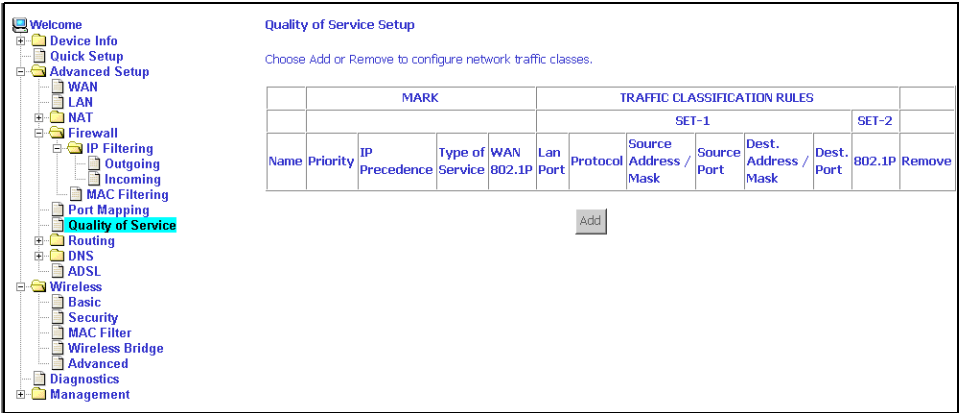 Welcome
Device Info
Quick Setup
Advanced Setup
WAN
LAN
NAT
Firewall
IP Filtering
Outgoing
Incoming
MAC Filtering
Port Mapping
Quality of Service
Routing
DNS
ADSL
Wireless
Basic
Security
MAC Filter
Wireless Bridge
Advanced
Diagnostics
Management
Quality of Service Setup
Choose Add or Remove to configure network traffic classes.
MARK TRAFFIC CLASSIFICATION RULES
SET-1 SET-2
Name Priority IP Precedence Type of Service WAN 802.1P Lan Port Protocol Source Address / Mask Source Port Dest. Address / Mask Dest. Port 802.1P Remove
Add